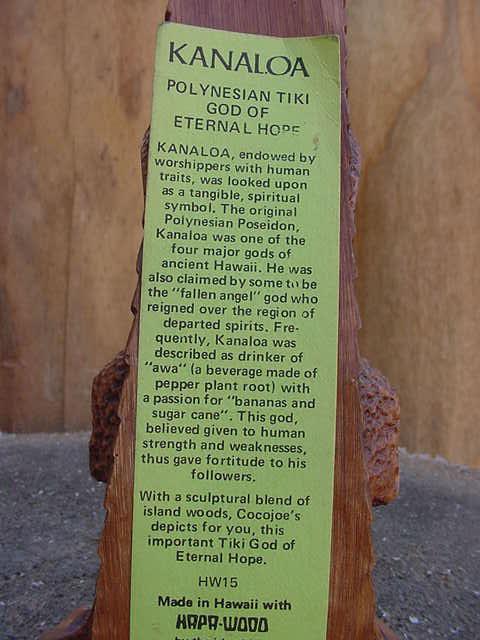 KANALOA
POLYNESIAN TIKI
GOD OF
ETERNAL HOPE
KANALOA, endowed by
worshippers with human
traits, was looked upon
as a tangible, spiritual
symbol. The original
Polynesian Poseidon,
Kanaloa was one of the
four major gods of
ancient Hawaii. He was
also claimed by some to be
the "fallen angel" god who
reigned over the region of
departed spirits. Fre-
quently, Kanaloa was
described as drinker of
"awa" (a beverage made of
pepper plant root) with
a passion for "bananas and
sugar cane". This god,
believed given to human
strength and weaknesses,
thus gave fortitude to his
followers.
With a sculptural blend of
island woods, Cocojoe's
depicts for you, this
important Tiki God of
Eternal Hope.
HW15
Made in Hawaii with
HAPA-WOOD